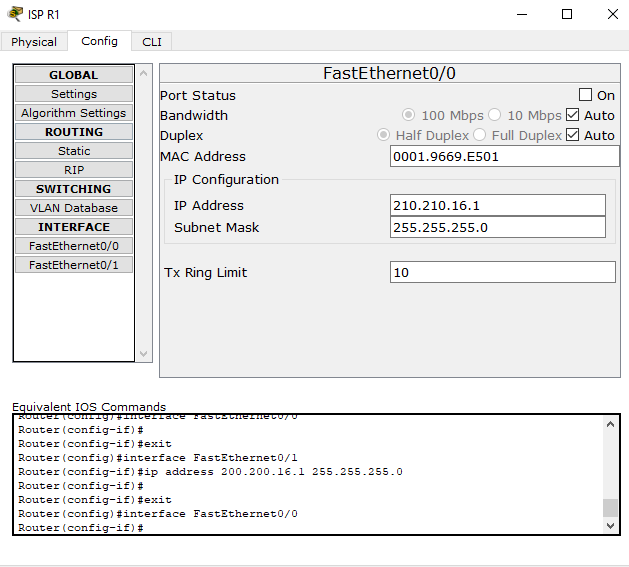 ISP R1
Physical Config CLI
GLOBAL
Settings
Algorithm Settings
ROUTING
Static
RIP
SWITCHING
VLAN Database
INTERFACE
FastEthernet0/0
FastEthernet0/1
FastEthernet0/0
Port Status On
Bandwidth 100 Mbps 10 Mbps Auto
Duplex Half Duplex Full Duplex Auto
MAC Address 0001.9669.E501
IP Configuration
IP Address 210.210.16.1
Subnet Mask 255.255.255.0
Tx Ring Limit 10
Equivalent IOS Commands
Router(config)#interface FastEthernet0/0
Router(config-if)#
Router(config-if)#exit
Router(config)#interface FastEthernet0/1
Router(config-if)#ip address 200.200.16.1 255.255.255.0
Router(config-if)#
Router(config-if)#exit
Router(config)#interface FastEthernet0/0
Router(config-if)#